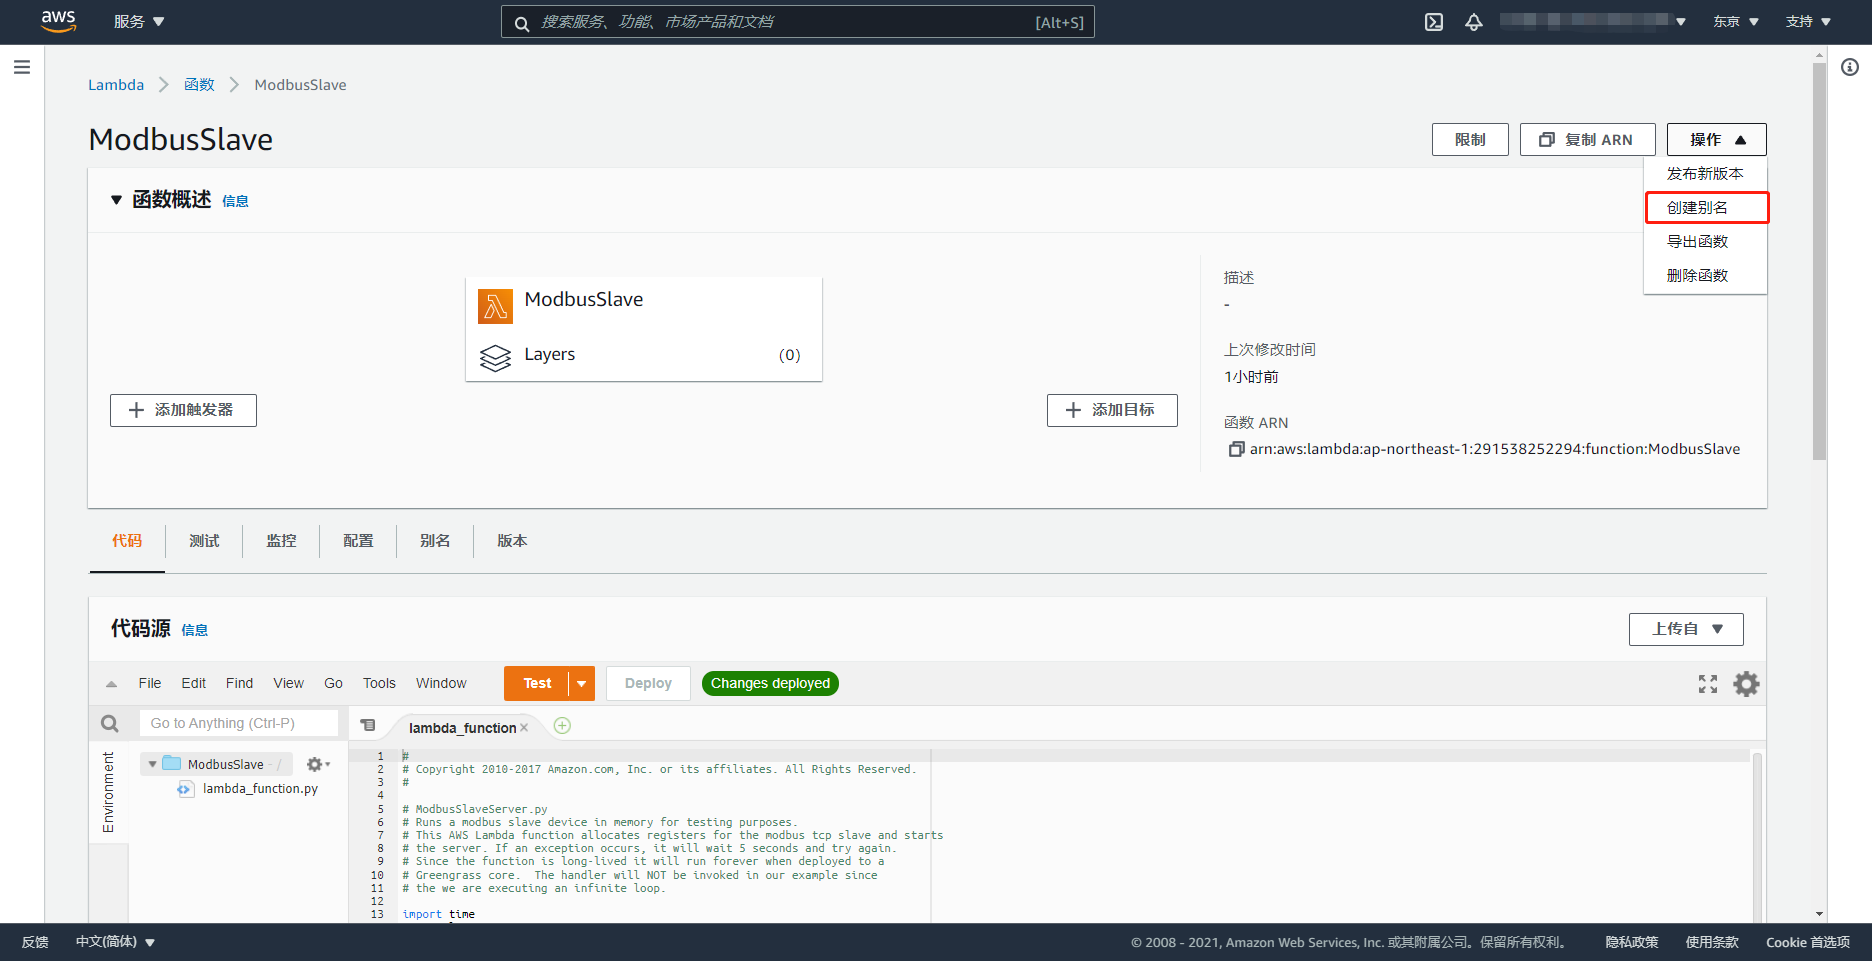 aws
服务
搜索服务、功能、市场产品和文档
[Alt+S]
东京
支持
Lambda
函数
ModbusSlave
ModbusSlave
限制
复制 ARN
操作
发布新版本
创建别名
导出函数
删除函数
函数概述 信息
ModbusSlave
Layers
(0)
添加触发器
添加目标
描述
-
上次修改时间
1小时前
函数 ARN
arn:aws:lambda:ap-northeast-1:291538252294:function:ModbusSlave
代码
测试
监控
配置
别名
版本
代码源 信息
上传自
File Edit Find View Go Tools Window
Test
Deploy
Changes deployed
Go to Anything (Ctrl-P)
lambda_function
Environment
ModbusSlave - /
lambda_function.py
1 #
2 # Copyright 2010-2017 Amazon.com, Inc. or its affiliates. All Rights Reserved.
3 #
4
5 # ModbusSlaveServer.py
6 # Runs a modbus slave device in memory for testing purposes.
7 # This AWS Lambda function allocates registers for the modbus tcp slave and starts
8 # the server. If an exception occurs, it will wait 5 seconds and try again.
9 # Since the function is long-lived it will run forever when deployed to a
10 # Greengrass core.  The handler will NOT be invoked in our example since
11 # the we are executing an infinite loop.
12
13 import time
反馈
中文(简体)
© 2008 - 2021, Amazon Web Services, Inc. 或其附属公司。保留所有权利。
隐私政策
使用条款
Cookie 首选项